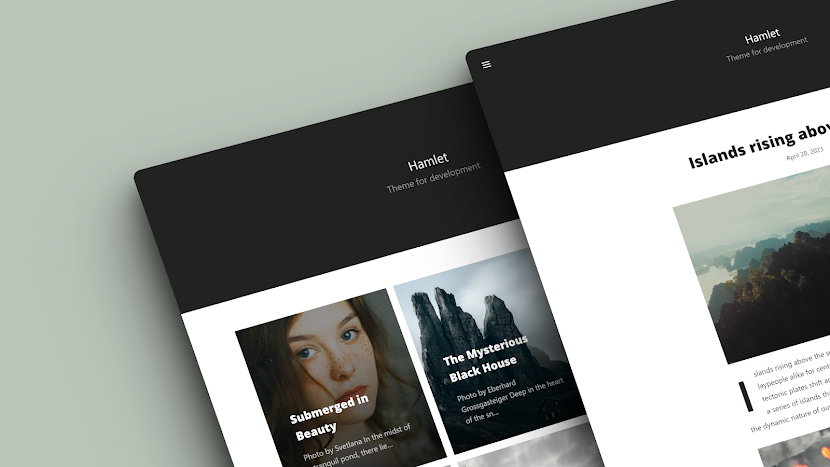 Hamlet
Theme for development
Submerged in
Beauty
Photo by Svetlana In the midst of
tranquil pond, there lie...
The Mysterious
Black House
Photo by Eberhard
Grossgasteiger Deep in the heart
of the sn...
Hamlet
Theme for development
Islands rising abov
April 20, 2023
I
slands rising above the s
laypeople alike for cent
tectonic plates shift a
a series of islands th
the dynamic nature of ou